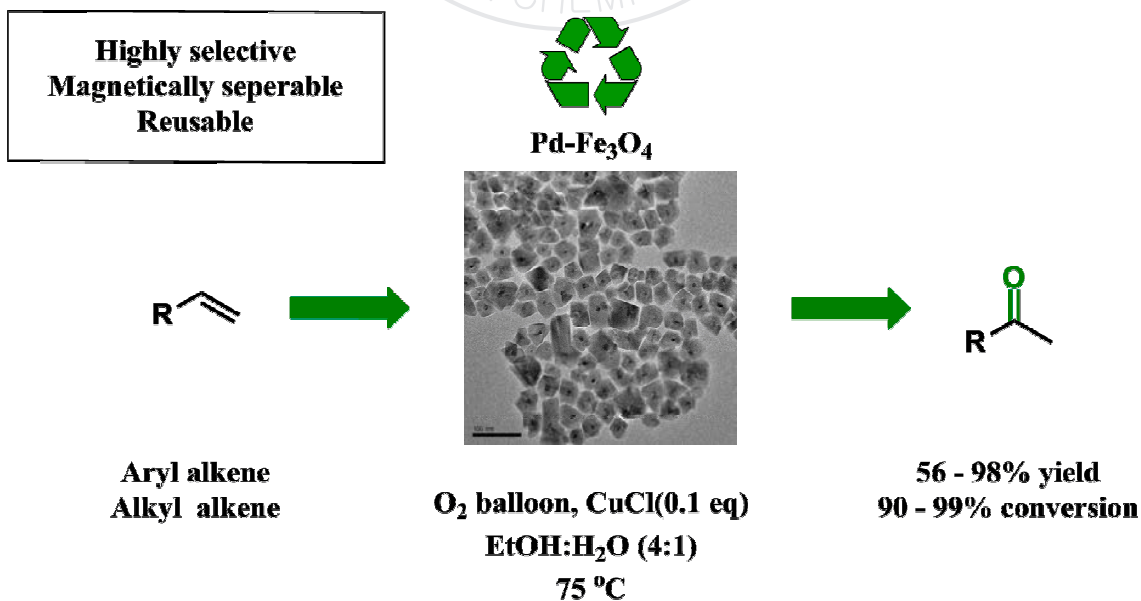 Highly selective
Magnetically seperable
Reusable
Pd-Fe₃O₄
R
O
R
Aryl alkene
Alkyl alkene
O₂ balloon, CuCl(0.1 eq)
EtOH:H₂O (4:1)
75 ⁰C
56 - 98% yield
90 - 99% conversion